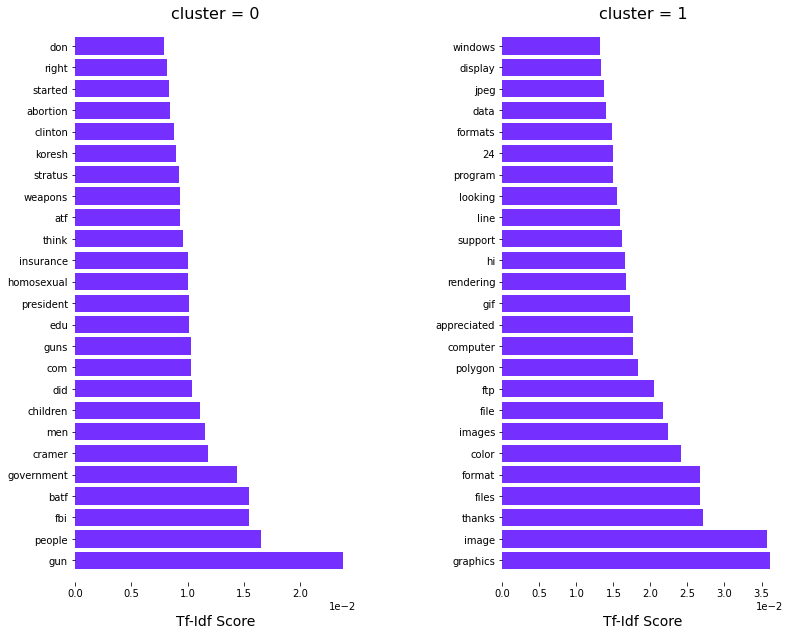 cluster = 0
don
right
started
abortion
clinton
koresh
stratus
weapons
atf
think
insurance
homosexual
president
edu
guns
com
did
children
men
cramer
government
batf
fbi
people
gun
0.0 0.5 1.0 1.5 2.0
1e−2
Tf-Idf Score
cluster = 1
windows
display
jpeg
data
formats
24
program
looking
line
support
hi
rendering
gif
appreciated
computer
polygon
ftp
file
images
color
format
files
thanks
image
graphics
0.0 0.5 1.0 1.5 2.0 2.5 3.0 3.5
1e−2
Tf-Idf Score